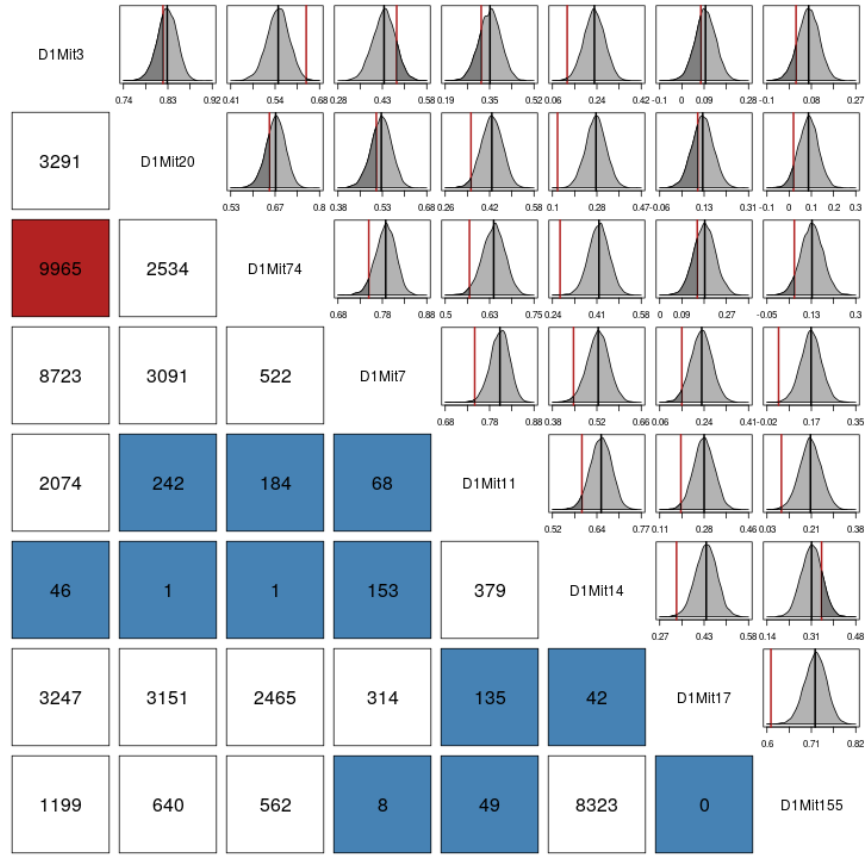 D1Mit3
0.74 0.83 0.92 0.41 0.54 0.68 0.28 0.43 0.58 0.19 0.35 0.52 0.06 0.24 0.42 -0.1 0 0.09 0.28 -0.1 0.08 0.27
3291 D1Mit20
0.53 0.67 0.8 0.38 0.53 0.68 0.26 0.42 0.58 0.1 0.28 0.47 -0.06 0.13 0.31 -0.1 0 0.1 0.2 0.3
9965 2534 D1Mit74
0.68 0.78 0.88 0.5 0.63 0.75 0.24 0.41 0.58 0 0.09 0.27 -0.05 0.13 0.3
8723 3091 522 D1Mit7
0.68 0.78 0.88 0.38 0.52 0.66 0.06 0.24 0.41 -0.02 0.17 0.35
2074 242 184 68 D1Mit11
0.52 0.64 0.77 0.11 0.28 0.46 0.03 0.21 0.38
46 1 1 153 379 D1Mit14
0.27 0.43 0.58 0.14 0.31 0.48
3247 3151 2465 314 135 42 D1Mit17
0.6 0.71 0.82
1199 640 562 8 49 8323 0 D1Mit155